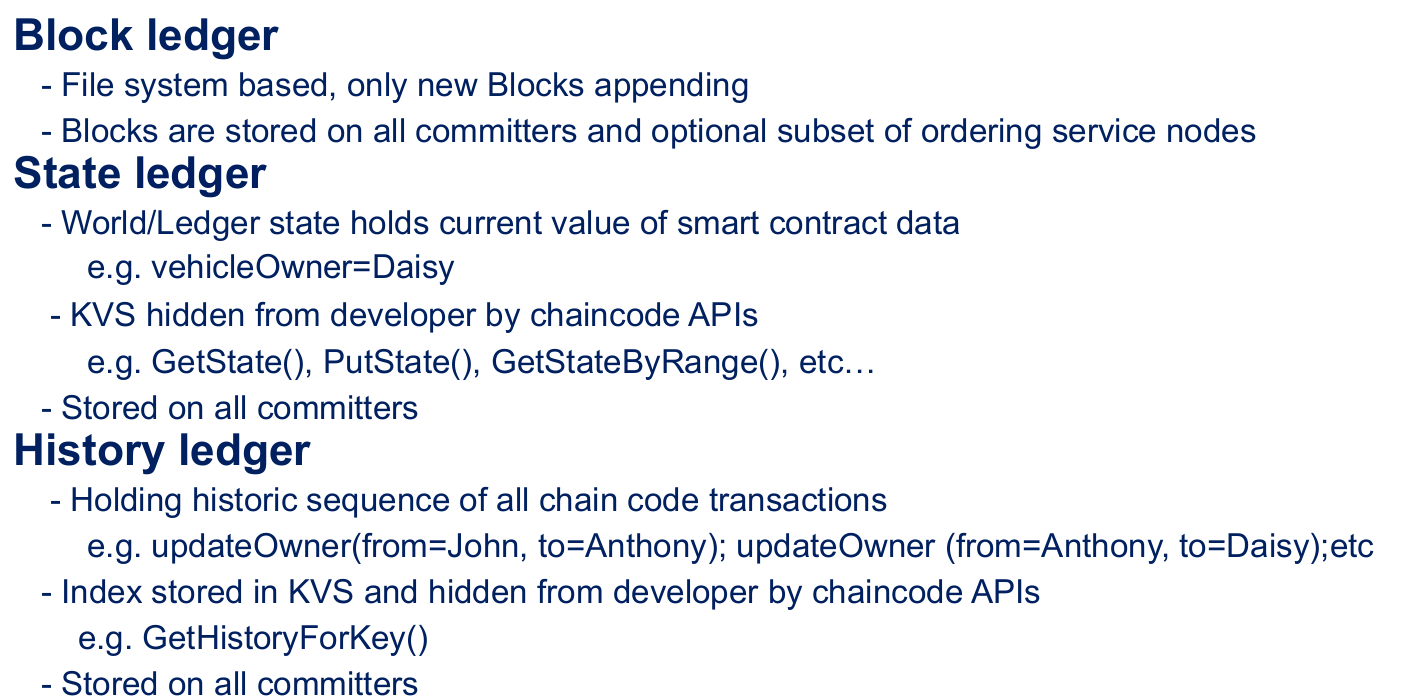 Block ledger
- File system based, only new Blocks appending
- Blocks are stored on all committers and optional subset of ordering service nodes
State ledger
- World/Ledger state holds current value of smart contract data
e.g. vehicleOwner=Daisy
- KVS hidden from developer by chaincode APIs
e.g. GetState(), PutState(), GetStateByRange(), etc…
- Stored on all committers
History ledger
- Holding historic sequence of all chain code transactions
e.g. updateOwner(from=John, to=Anthony); updateOwner (from=Anthony, to=Daisy);etc
- Index stored in KVS and hidden from developer by chaincode APIs
e.g. GetHistoryForKey()
- Stored on all committers